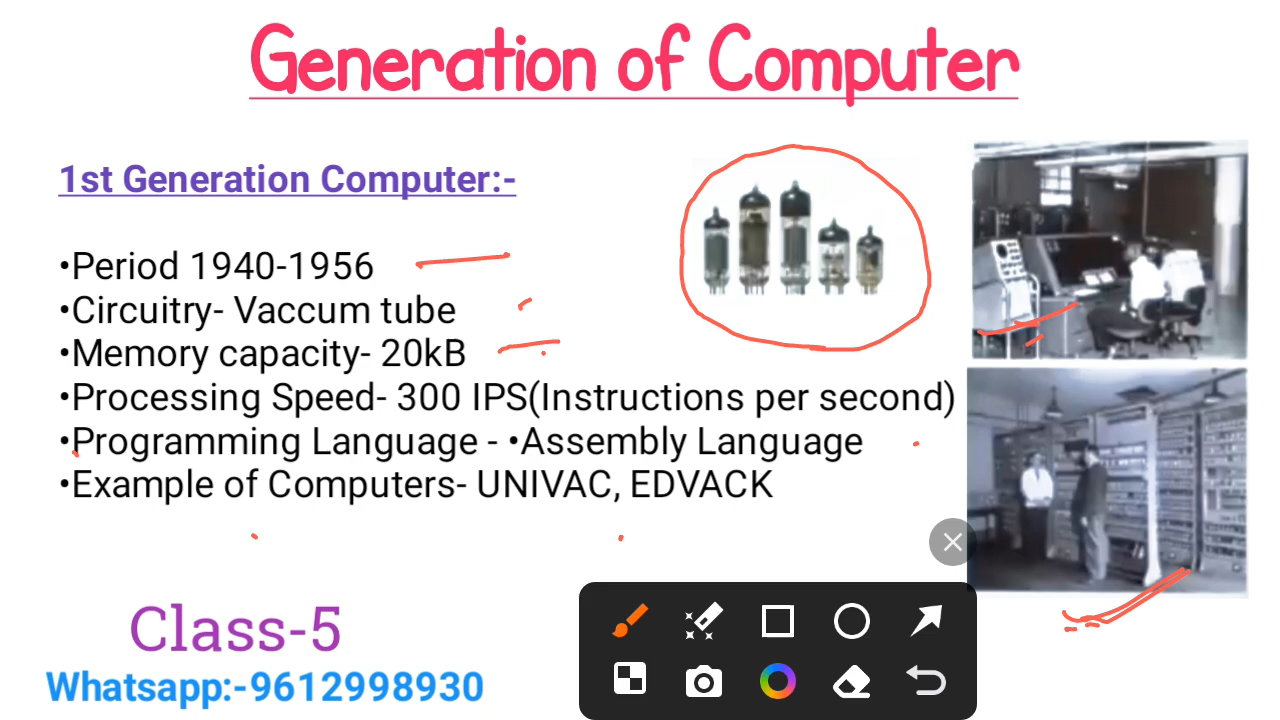 Generation of Computer
1st Generation Computer:-
•Period 1940-1956
•Circuitry- Vaccum tube
•Memory capacity- 20kB
•Processing Speed- 300 IPS(Instructions per second)
•Programming Language - •Assembly Language
•Example of Computers- UNIVAC, EDVACK
Class-5
Whatsapp:-9612998930